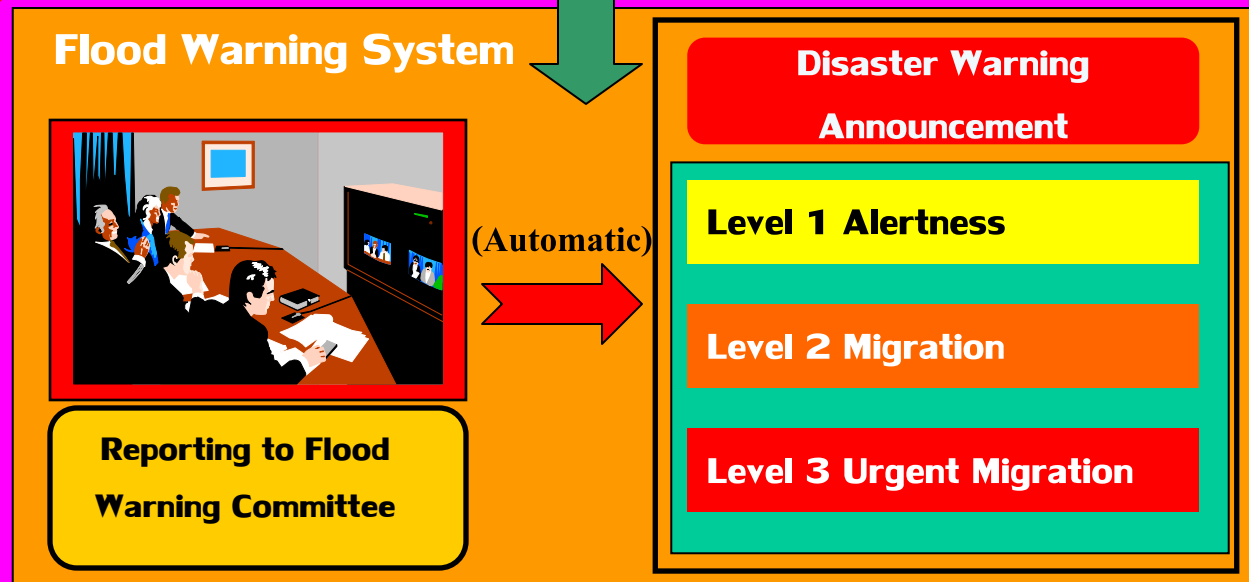 Flood Warning System
Reporting to Flood
Warning Committee
(Automatic)
Disaster Warning
Announcement
Level 1 Alertness
Level 2 Migration
Level 3 Urgent Migration